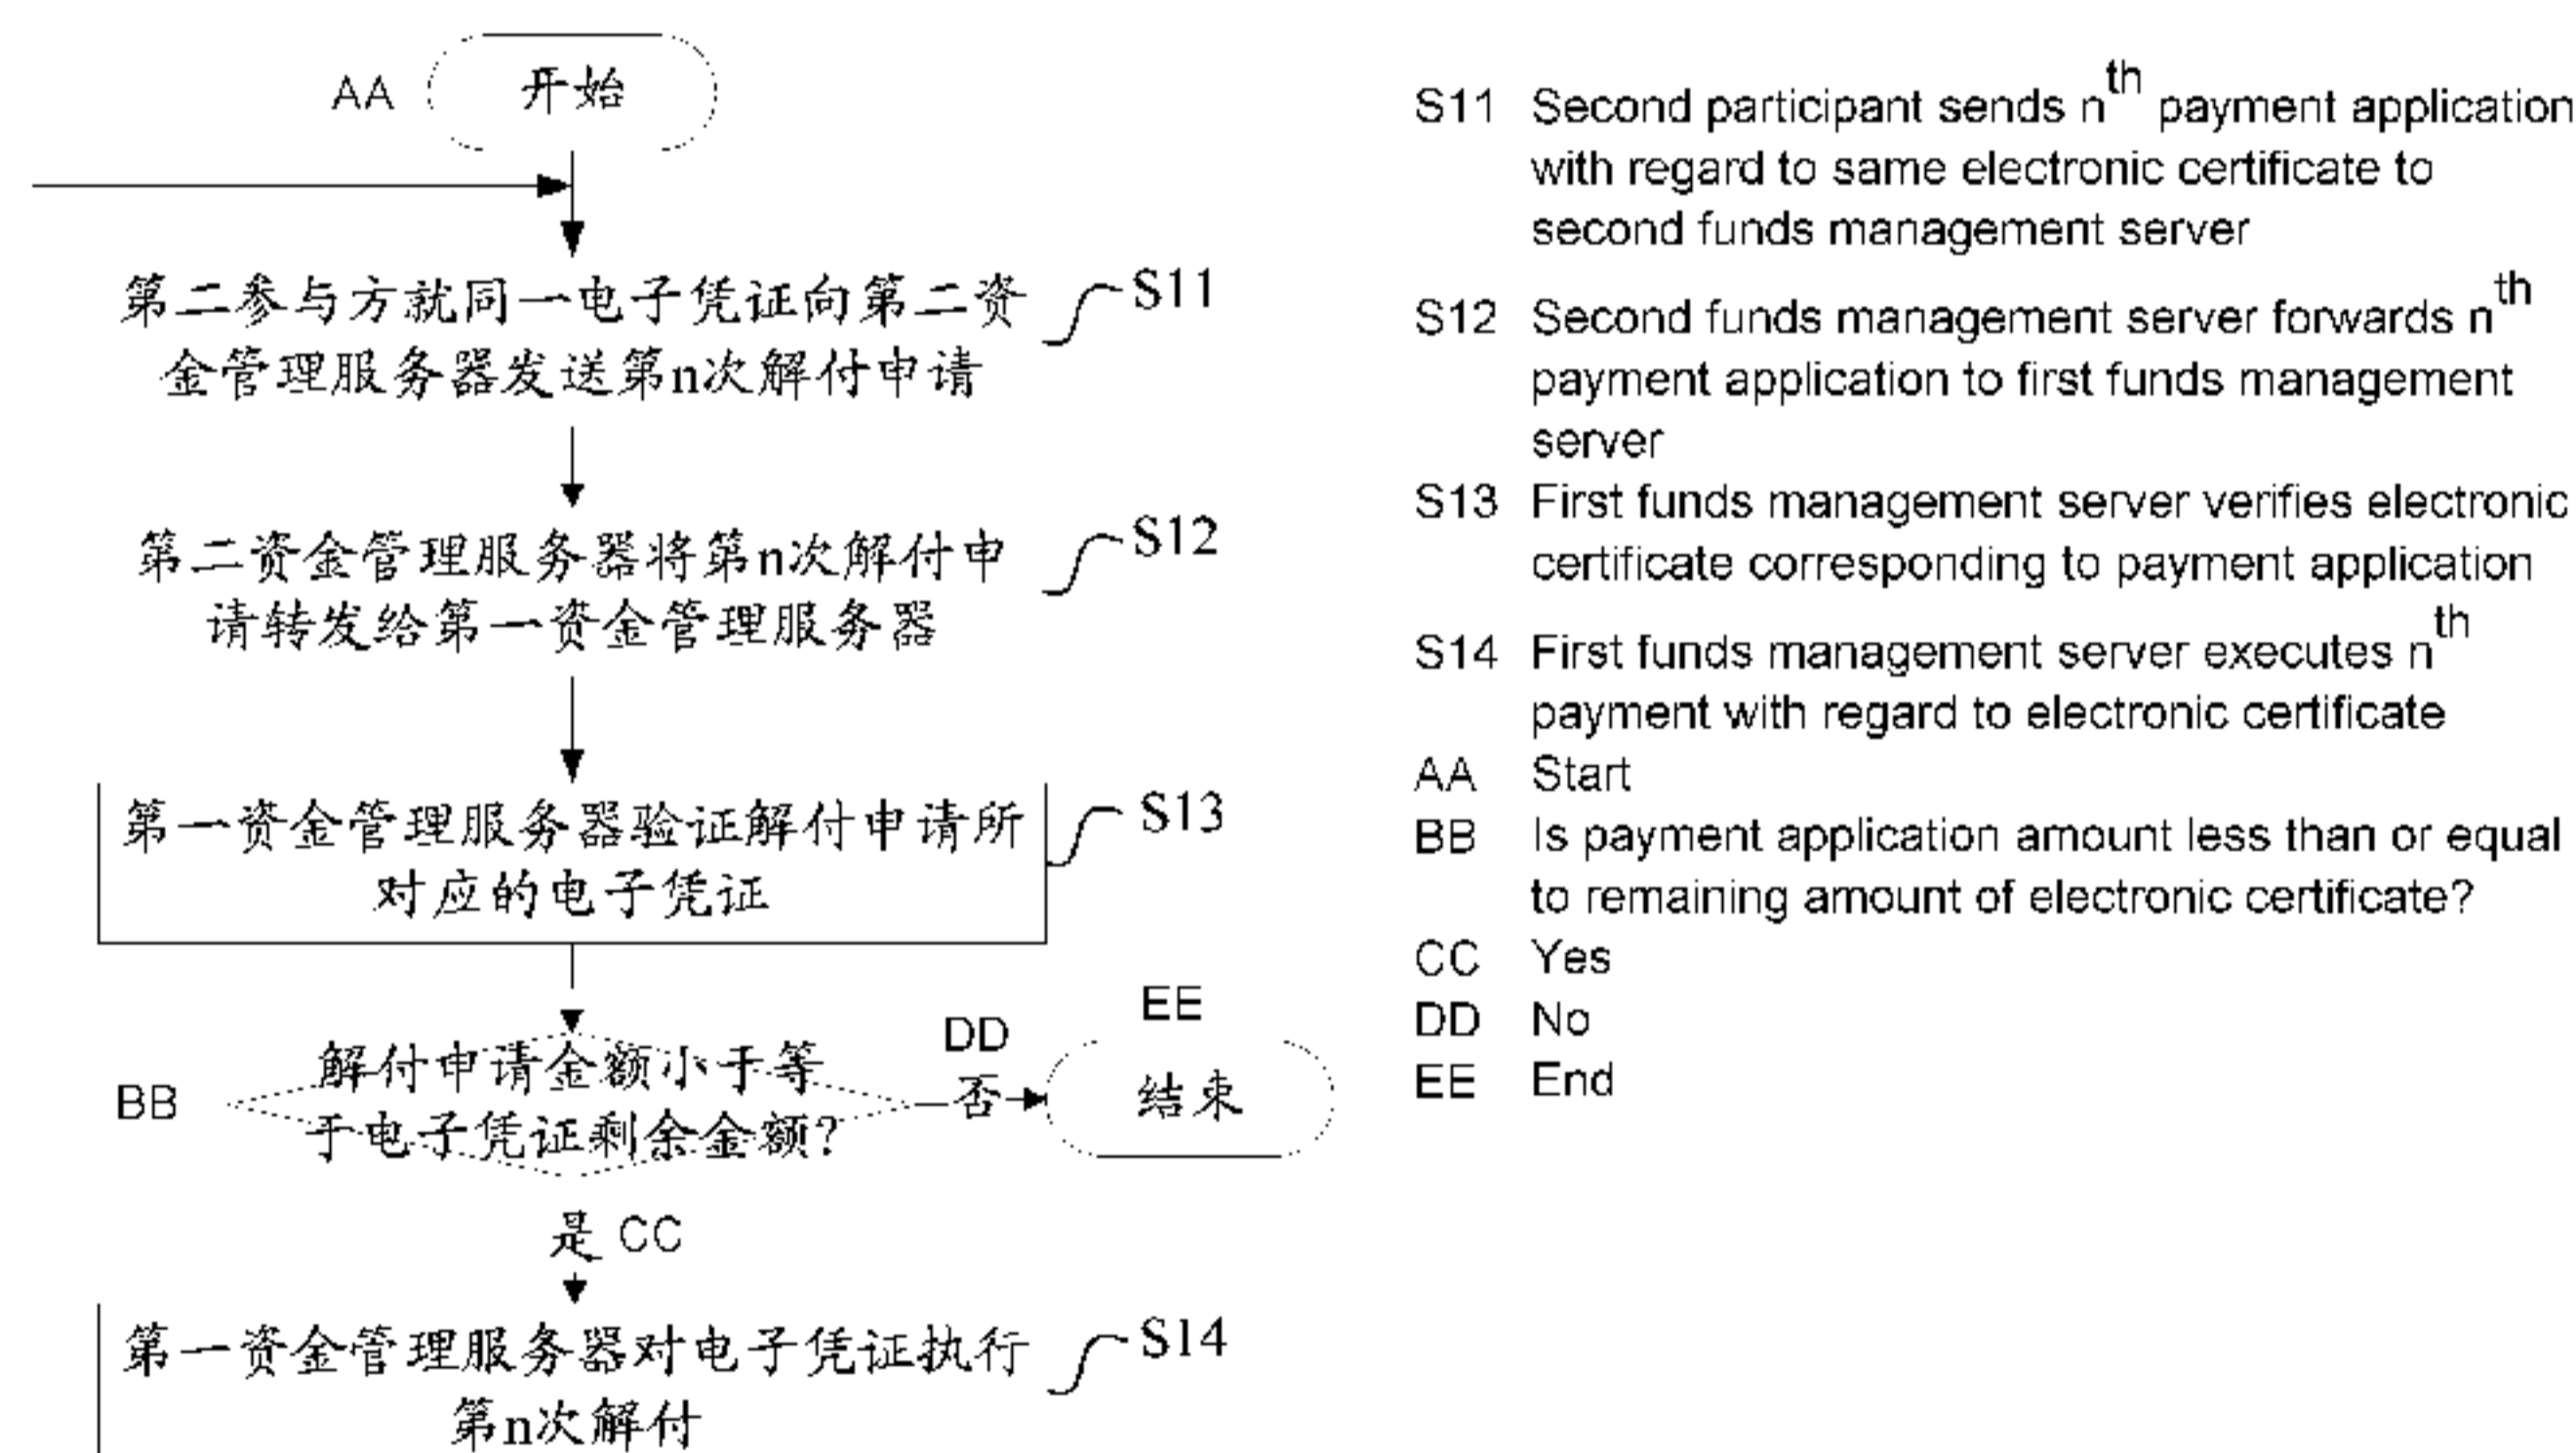 AA 开始
第二参与方就同一电子凭证向第二资 S11
金管理服务器发送第n次解付申请
第二资金管理服务器将第n次解付申 S12
请转发给第一资金管理服务器
第一资金管理服务器验证解付申请所 S13
对应的电子凭证
BB 解付申请金额小于等
于电子凭证剩余金额?
DD
否
EE
结束
是 CC
第一资金管理服务器对电子凭证执行 S14
第n次解付
S11 Second participant sends nth payment application
with regard to same electronic certificate to
second funds management server
S12 Second funds management server forwards nth
payment application to first funds management
server
S13 First funds management server verifies electronic
certificate corresponding to payment application
S14 First funds management server executes nth
payment with regard to electronic certificate
AA Start
BB Is payment application amount less than or equal
to remaining amount of electronic certificate?
CC Yes
DD No
EE End